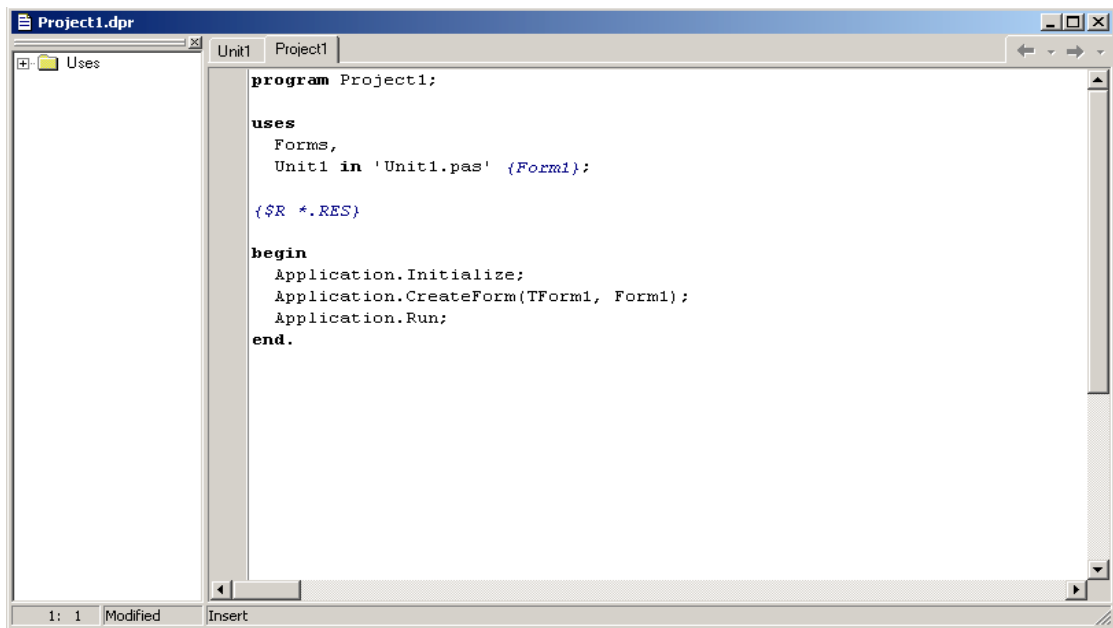 Project1.dpr
Uses
Unit1 Project1
program Project1;
uses
Forms,
Unit1 in 'Unit1.pas' {Form1};
{$R *.RES}
begin
Application.Initialize;
Application.CreateForm(TForm1, Form1);
Application.Run;
end.
1: 1 Modified Insert